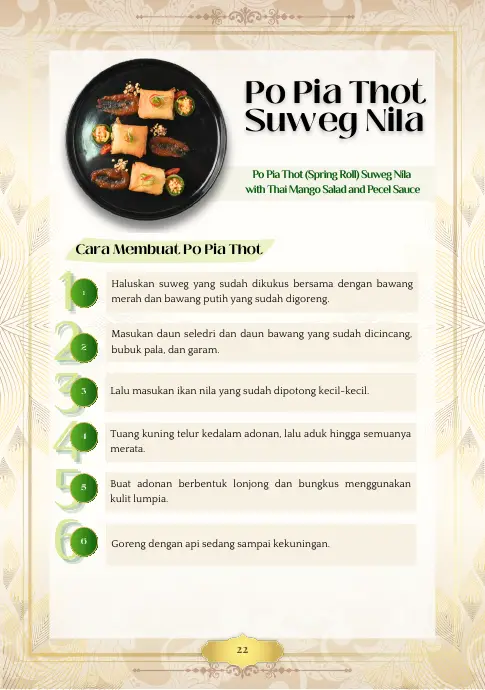 Po Pia Thot
Suweg Nila
Po Pia Thot (Spring Roll) Suweg Nila
with Thai Mango Salad and Pecel Sauce
Cara Membuat Po Pia Thot
1
Haluskan suweg yang sudah dikukus bersama dengan bawang
merah dan bawang putih yang sudah digoreng.
2
Masukan daun seledri dan daun bawang yang sudah dicincang,
bubuk pala, dan garam.
3
Lalu masukan ikan nila yang sudah dipotong kecil-kecil.
4
Tuang kuning telur kedalam adonan, lalu aduk hingga semuanya
merata.
5
Buat adonan berbentuk lonjong dan bungkus menggunakan
kulit lumpia.
6
Goreng dengan api sedang sampai kekuningan.
22